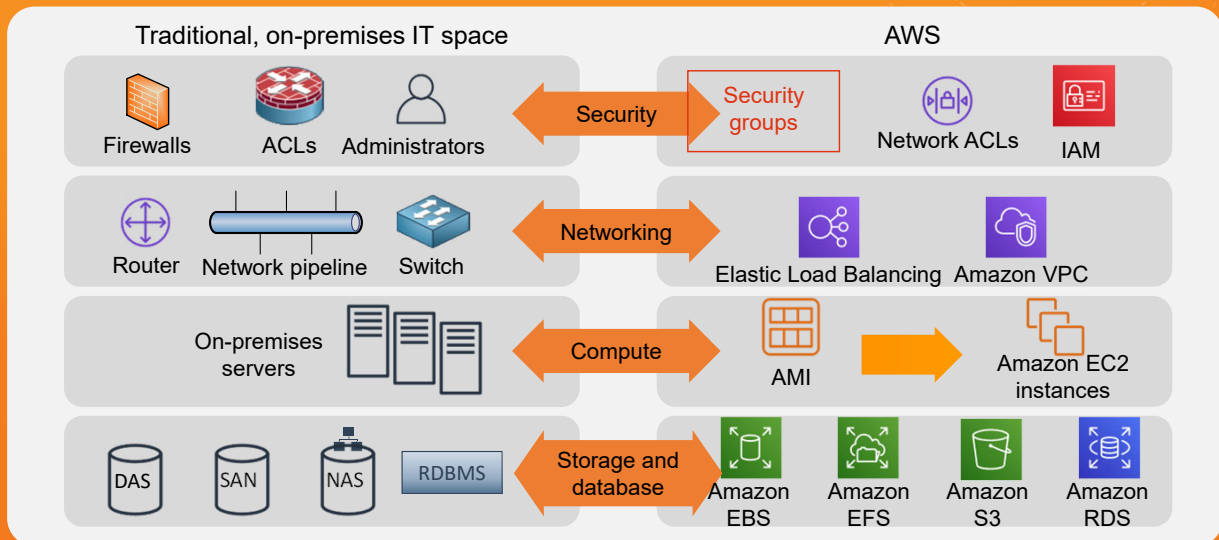 Traditional, on-premises IT space
AWS
Firewalls
ACLs
Administrators
Security
Security
groups
Network ACLs
IAM
Router
Network pipeline
Switch
Networking
Elastic Load Balancing
Amazon VPC
On-premises
servers
Compute
AMI
Amazon EC2
instances
DAS
SAN
NAS
RDBMS
Storage and
database
Amazon
EBS
Amazon
EFS
Amazon
S3
Amazon
RDS